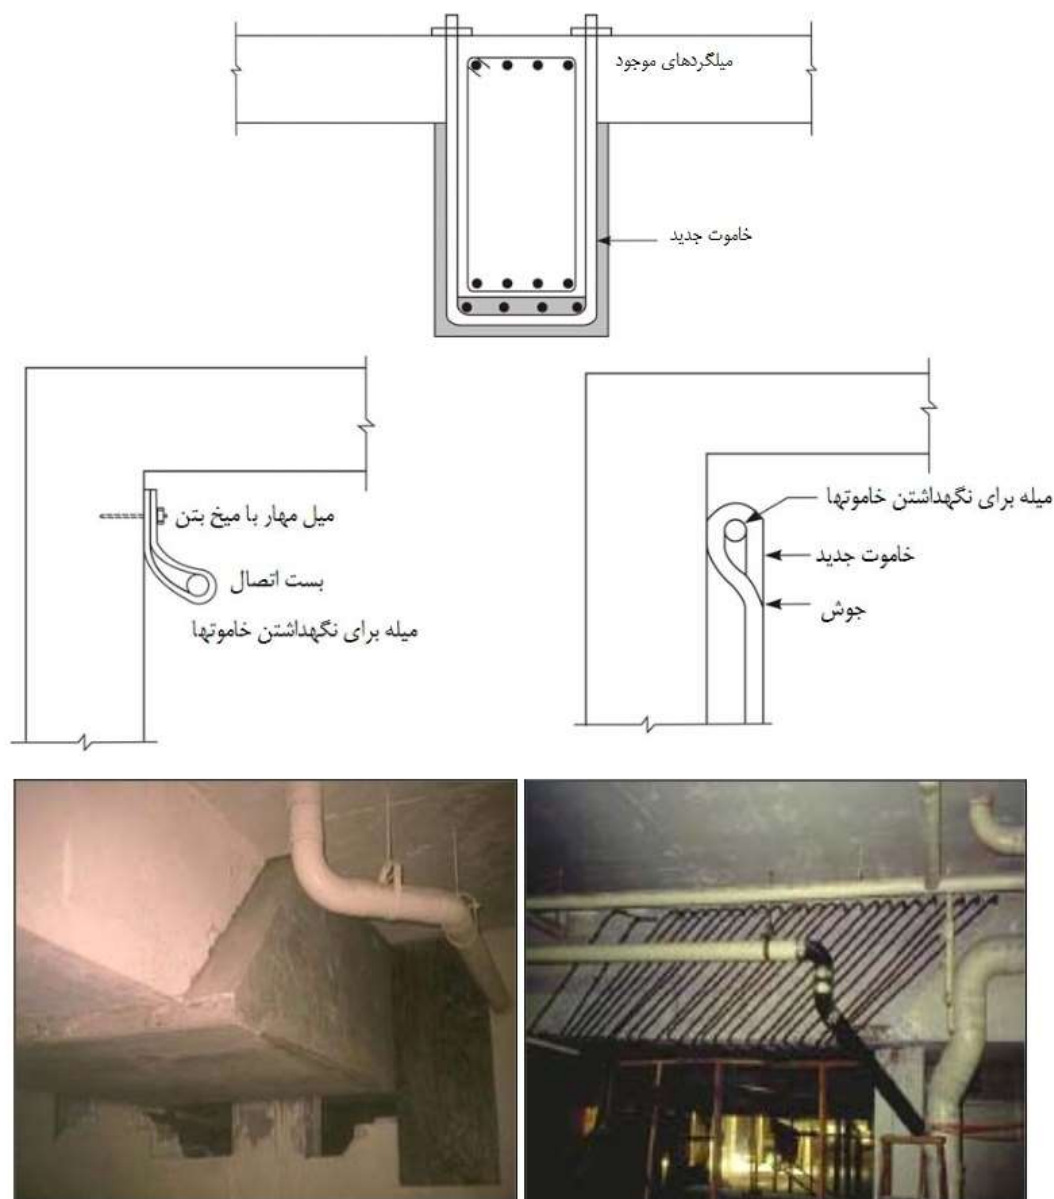 میلگردهای موجود
خاموت جدید
میل مهار با میخ بتن
بست اتصال
میله برای نگهداشتن خاموتها
میله برای نگهداشتن خاموتها
خاموت جدید
جوش